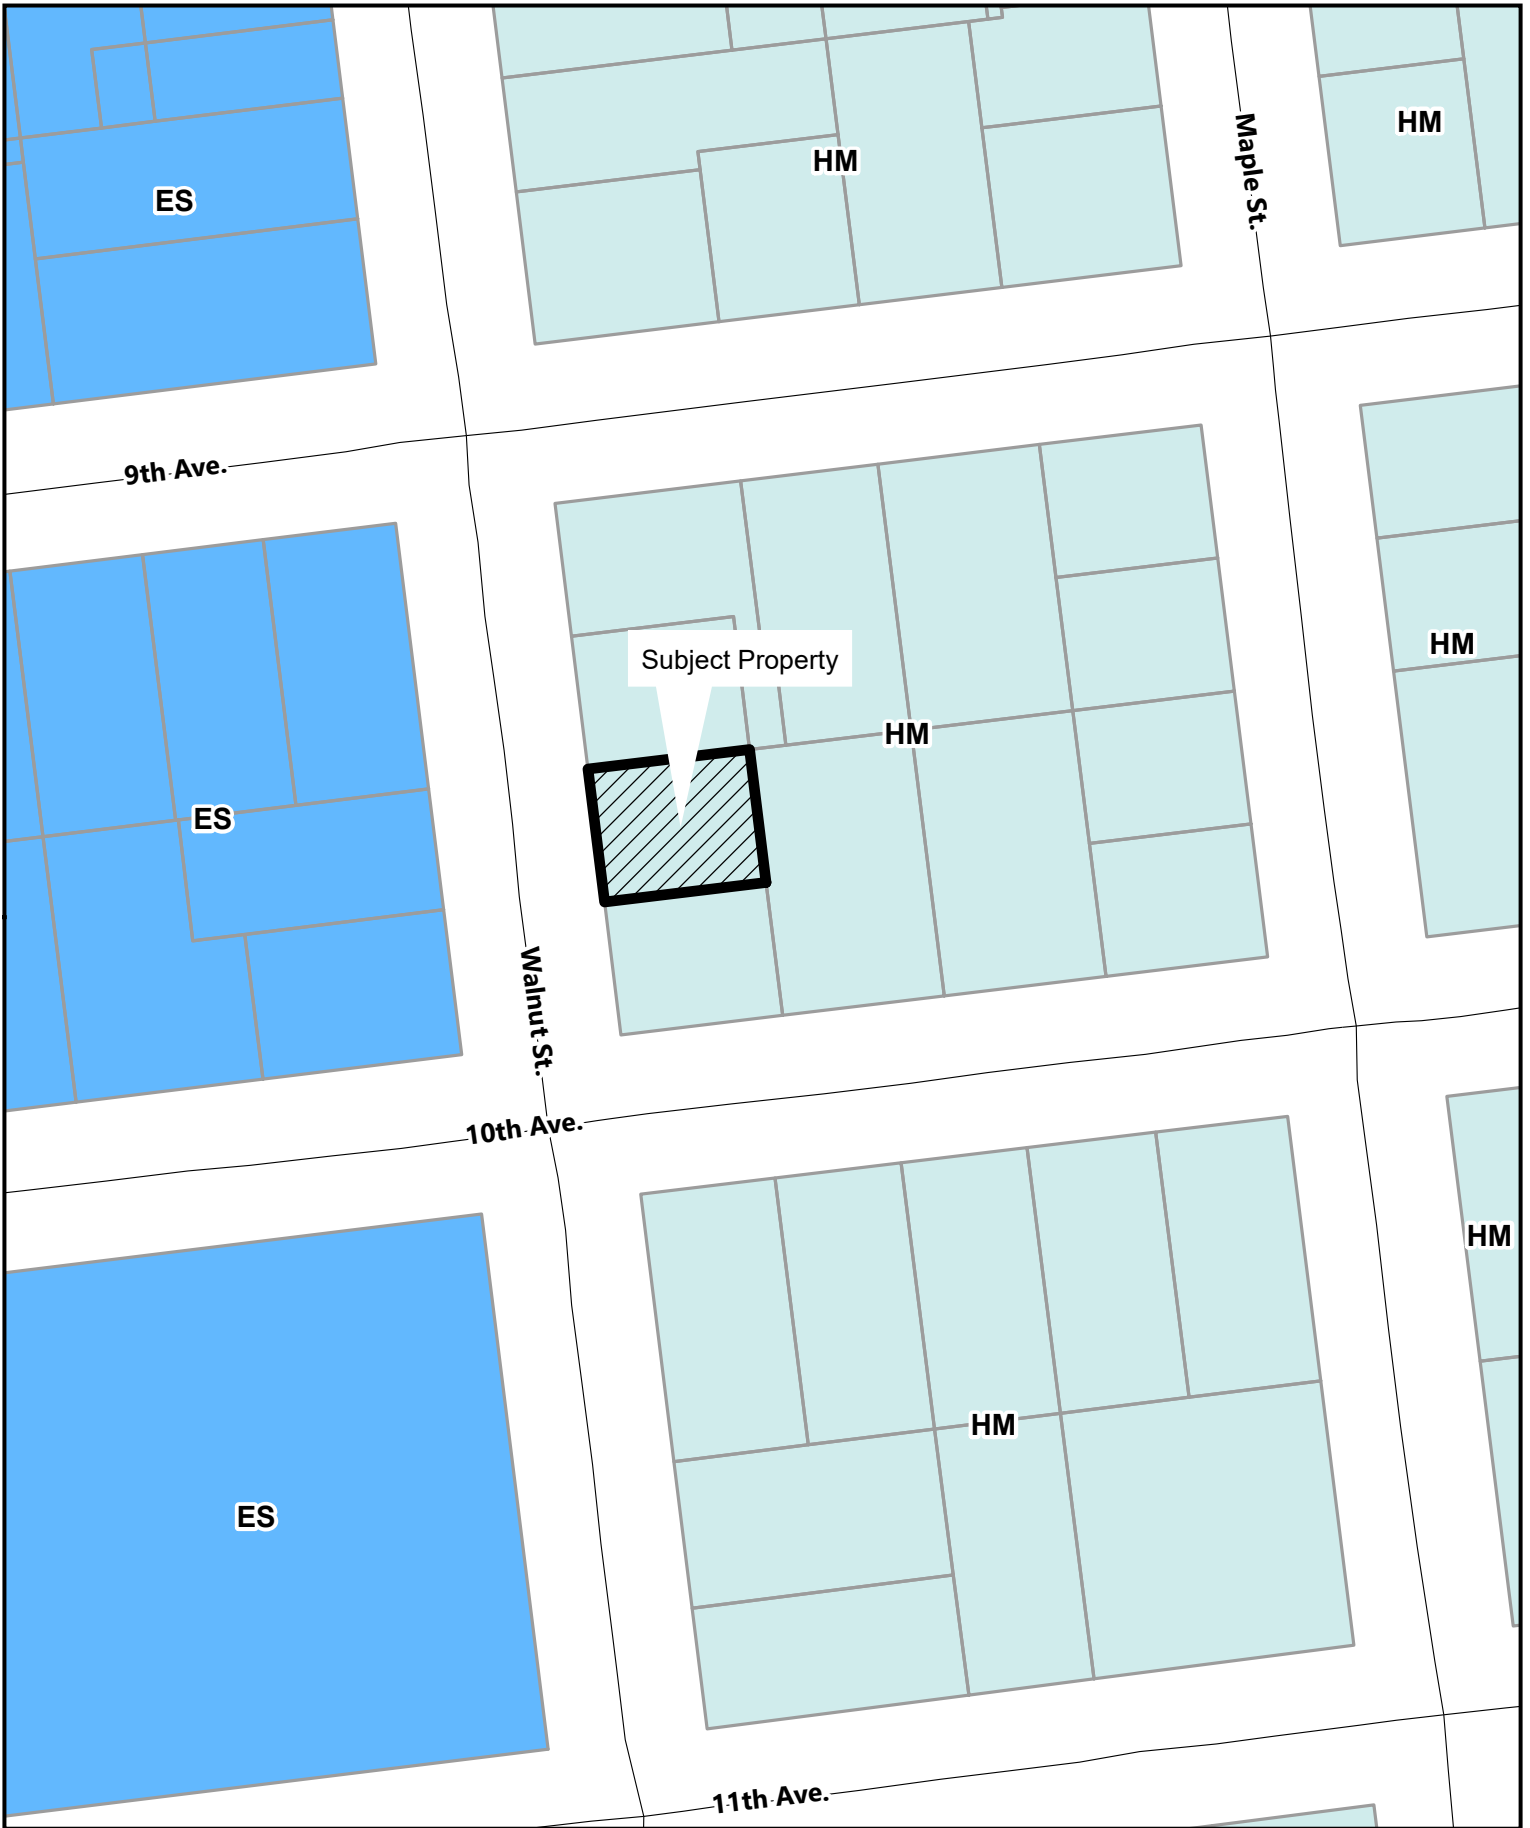 HM
Maple St.
HM
ES
9th Ave.
HM
Subject Property
HM
ES
Walnut St.
10th Ave.
HM
HM
ES
11th Ave.